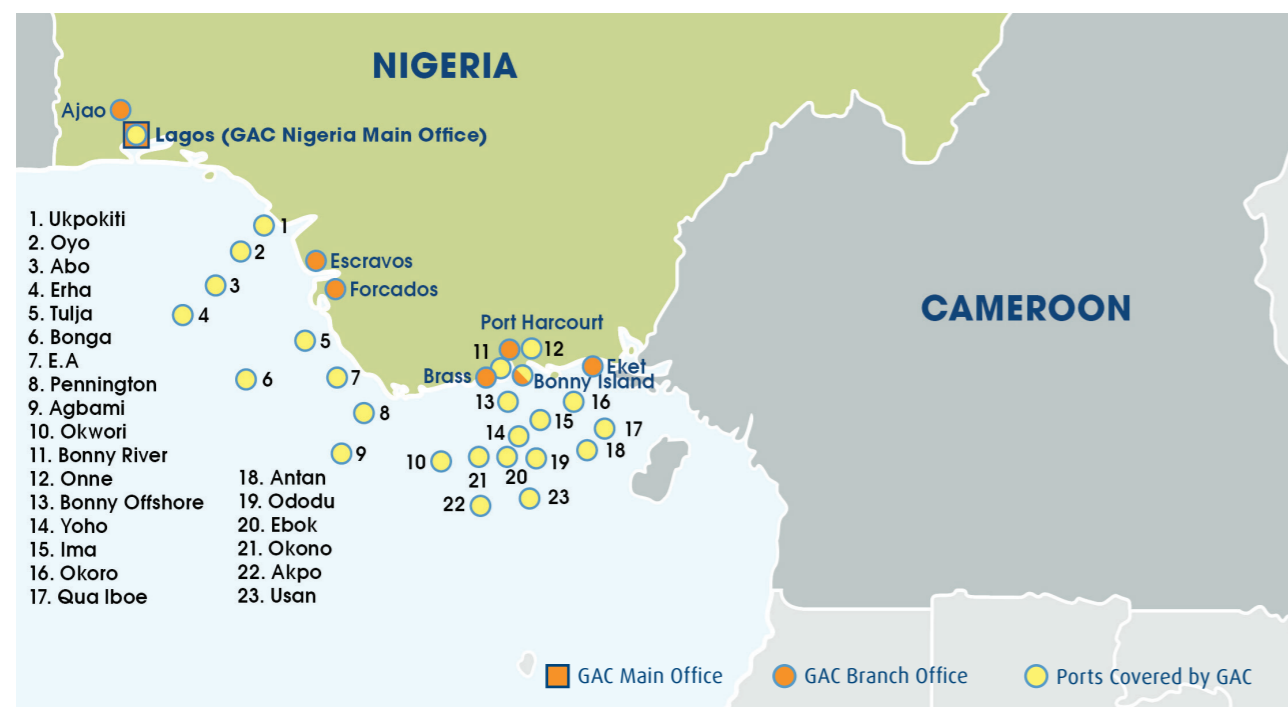 NIGERIA
Ajao
Lagos (GAC Nigeria Main Office)
1. Ukpokiti
2. Oyo
3. Abo
4. Erha
5. Tulja
6. Bonga
7. E.A
8. Pennington
9. Agbami
10. Okwori
11. Bonny River
12. Onne
13. Bonny Offshore
14. Yoho
15. Ima
16. Okoro
17. Qua Iboe
18. Antan
19. Ododu
20. Ebok
21. Okono
22. Akpo
23. Usan
1
2
Escravos
3
Forcados
4
CAMEROON
Port Harcourt
5
11
12
Eket
Brass
Bonny Island
6
7
13
16
8
15
17
14
18
9
10
19
21
20
22
23
GAC Main Office
GAC Branch Office
Ports Covered by GAC